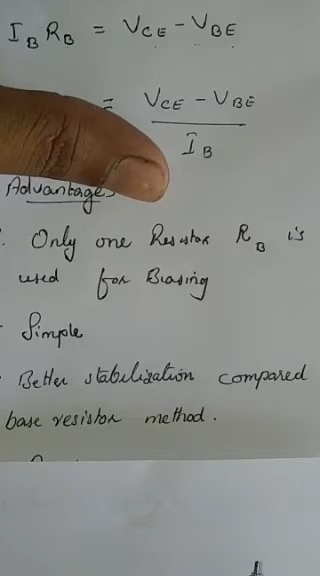 I_B R_B = V_CE - V_BE
= V_CE - V_BE / I_B
Advantages
Only one Resistor R_B is
used for Biasing
Simple
Better stabilization compared
base resistor method.